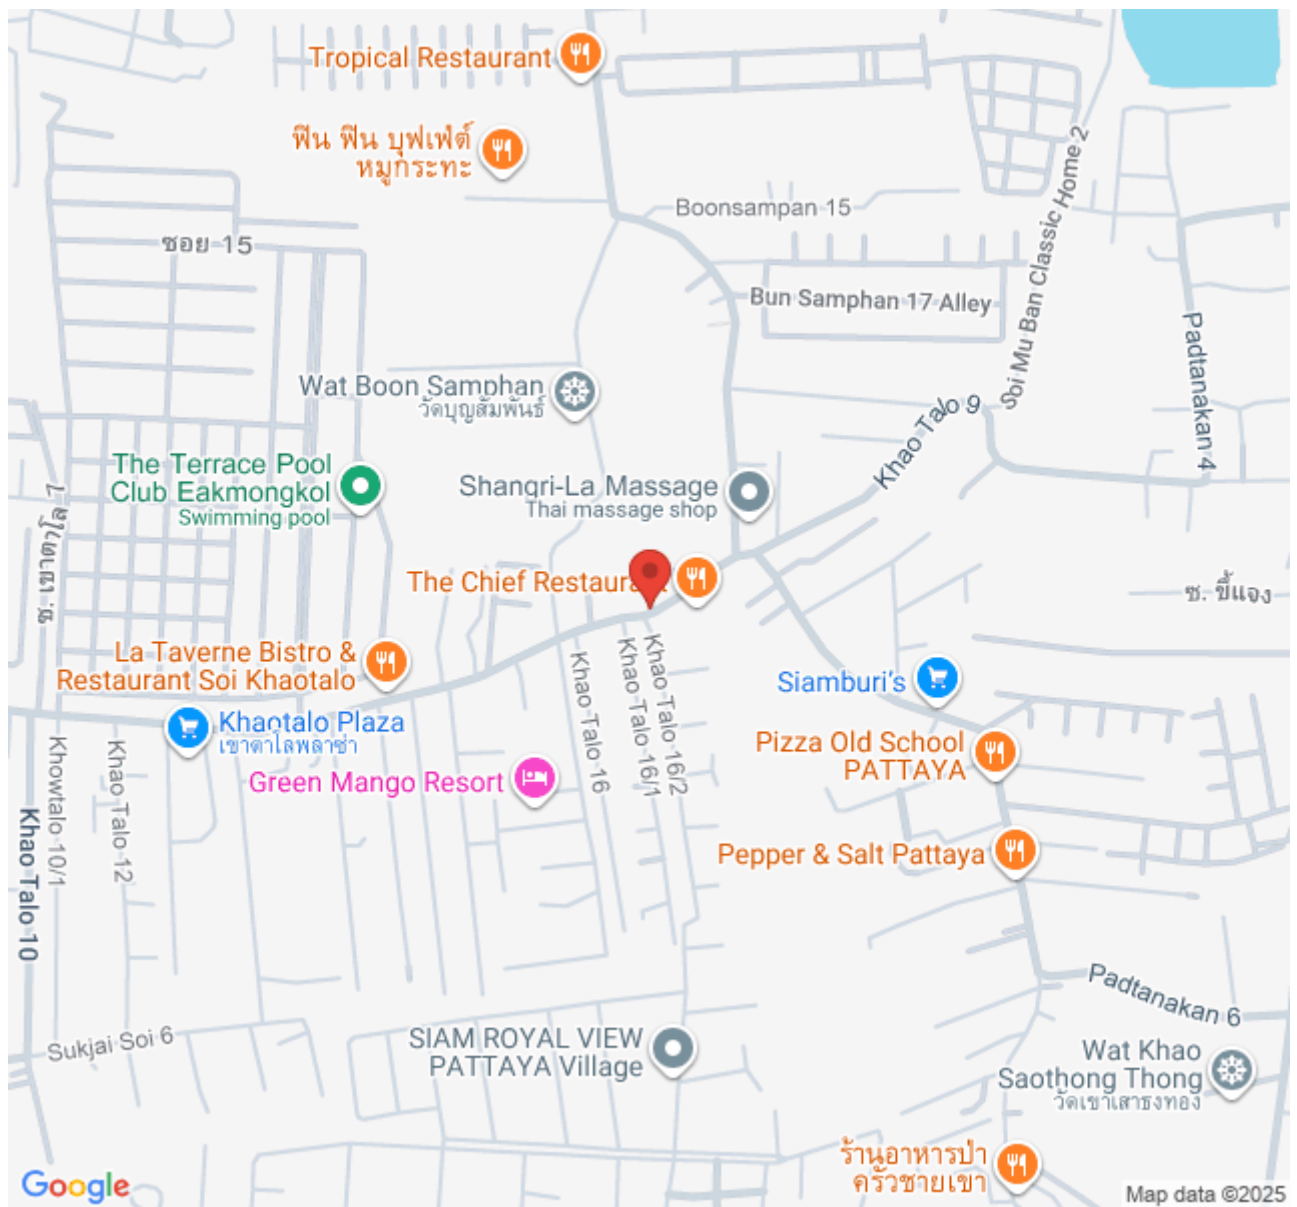 Tropical Restaurant
ฟิน ฟิน บุฟเฟ่ต์
หมูกระทะ
Boonsampan 15
ซอย 15
Soi Mu Ban Classic Home 2
Bun Samphan 17 Alley
Padtanakan 4
Wat Boon Samphan
วัดบุญสัมพันธ์
Khao Talo 9
The Terrace Pool
Club Eakmongkol
Swimming pool
Shangri-La Massage
Thai massage shop
The Chief Restaurant
ซ. ขี้แจง
La Taverne Bistro &
Restaurant Soi Khaotalo
Khaotalo Plaza
เขาตาโลพลาซ่า
Siamburi's
Green Mango Resort
Khao Talo 16
Khao Talo 16/1
Khao Talo 16/2
Pizza Old School
PATTAYA
Khao Talo 10
Khowtalo 10/1
Khao Talo 12
Pepper & Salt Pattaya
Padtanakan 6
Sukjai Soi 6
SIAM ROYAL VIEW
PATTAYA Village
Wat Khao
Saothong Thong
วัดเขาเสาธงทอง
ร้านอาหารป่า
ครัวชายเขา
Google
Map data ©2025